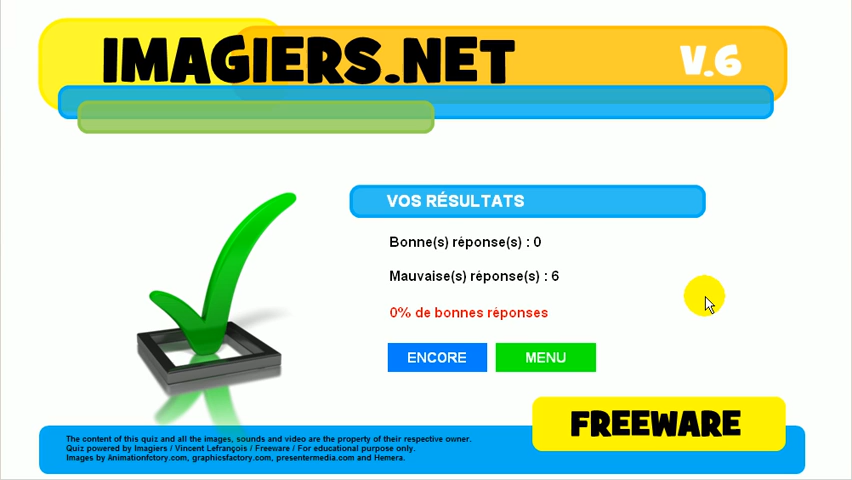 IMAGIERS.NET
V.6
VOS RÉSULTATS
Bonne(s) réponse(s) : 0
Mauvaise(s) réponse(s) : 6
0% de bonnes réponses
ENCORE
MENU
FREEWARE
The content of this quiz and all the images, sounds and video are the property of their respective owner.
Quiz powered by Imagiers / Vincent Lefrançois / Freeware / For educational purpose only.
Images by Animationfctory.com, graphicsfactory.com, presentermedia.com and Hemera.